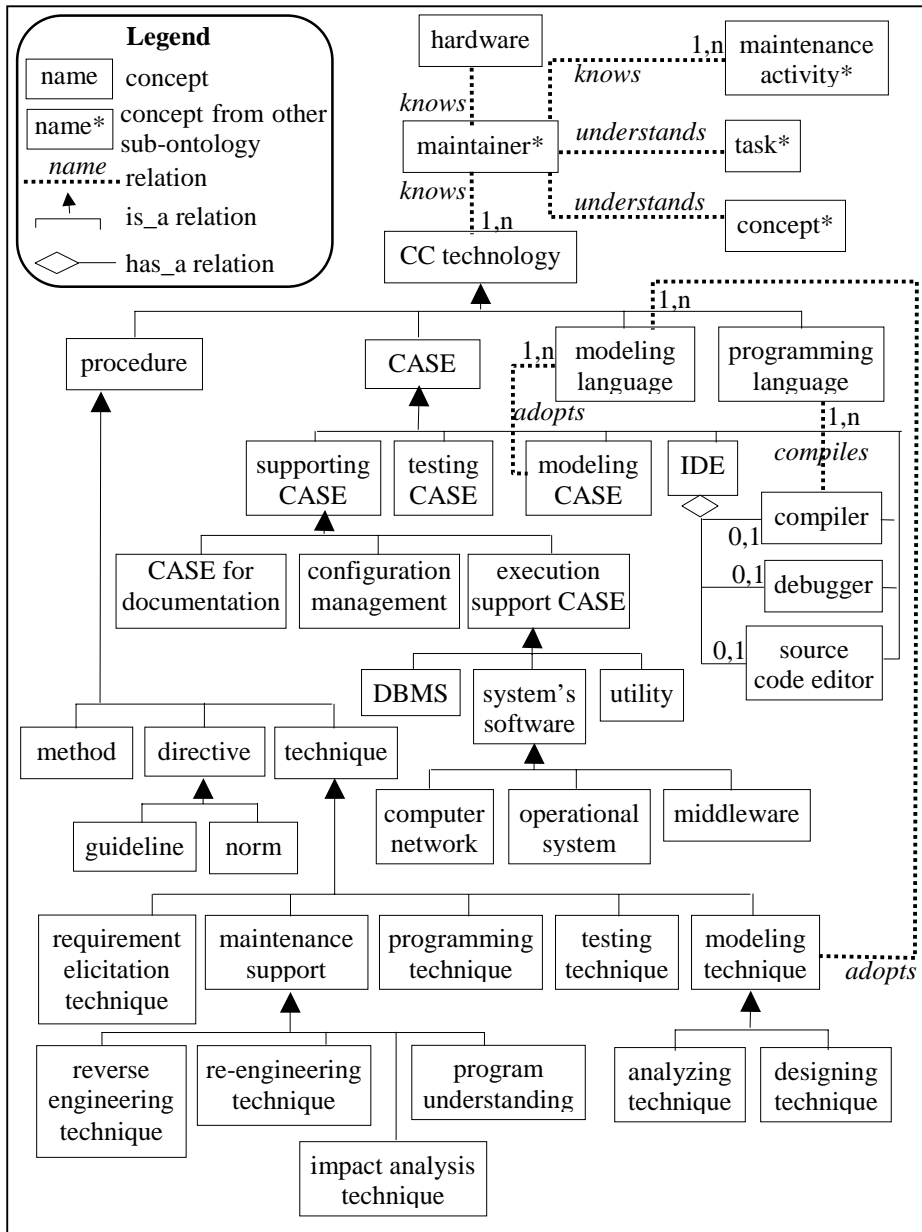 Legend
name
concept
name*
concept from other
sub-ontology
name
relation
is_a relation
has_a relation
hardware
1,n
maintenance
activity*
knows
knows
maintainer*
understands
task*
knows
understands
concept*
1,n
CC technology
1,n
procedure
CASE
1,n
modeling
language
programming
language
adopts
1,n
compiles
supporting
CASE
testing
CASE
modeling
CASE
IDE
compiler
0,1
CASE for
documentation
configuration
management
execution
support CASE
0,1
debugger
0,1
source
code editor
DBMS
system's
software
utility
method
directive
technique
computer
network
operational
system
middleware
guideline
norm
requirement
elicitation
technique
maintenance
support
programming
technique
testing
technique
modeling
technique
adopts
reverse
engineering
technique
re-engineering
technique
program
understanding
analyzing
technique
designing
technique
impact analysis
technique